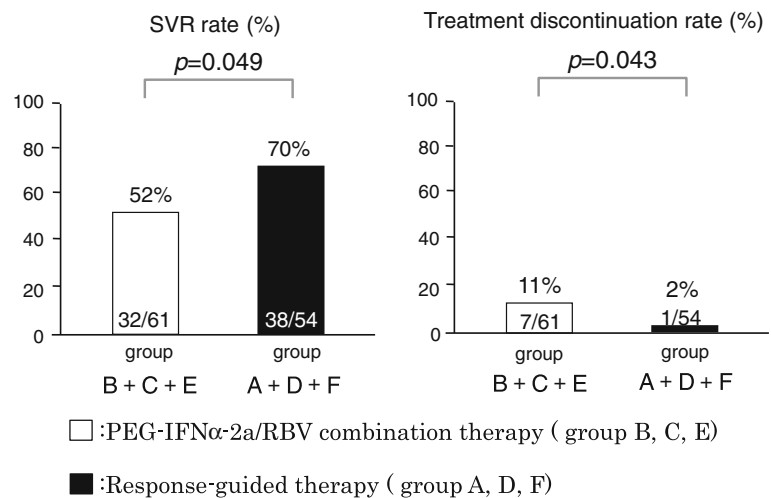 SVR rate (%)
p=0.049
100
80
60
40
20
0
52%
70%
32/61
38/54
group
group
B + C + E
A + D + F
Treatment discontinuation rate (%)
p=0.043
100
80
60
40
20
0
11%
2%
7/61
1/54
group
group
B + C + E
A + D + F
:PEG-IFNα-2a/RBV combination therapy ( group B, C, E)
:Response-guided therapy ( group A, D, F)